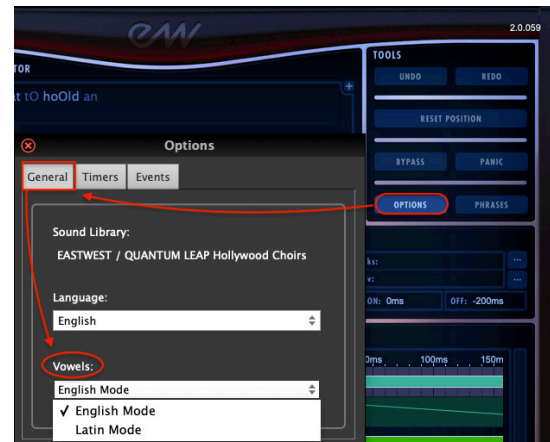 ew
2.0.059
TOR
TOOLS
UNDO REDO
at tO hoOld an
+
RESET POSITION
Options
BYPASS PANIC
General Timers Events
OPTIONS PHRASES
Sound Library:
EASTWEST / QUANTUM LEAP Hollywood Choirs
ks: ...
v: ...
Language:
ON: 0ms OFF: -200ms
English
Vowels:
0ms 100ms 150m
English Mode
✓ English Mode
Latin Mode